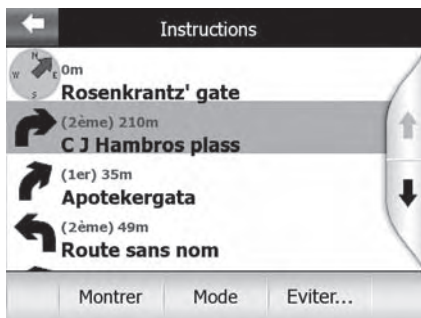 Instructions
N
W E
S
0m
Rosenkrantz' gate
(2ème) 210m
C J Hambros plass
(1er) 35m
Apotekergata
(2ème) 49m
Route sans nom
Montrer Mode Eviter...